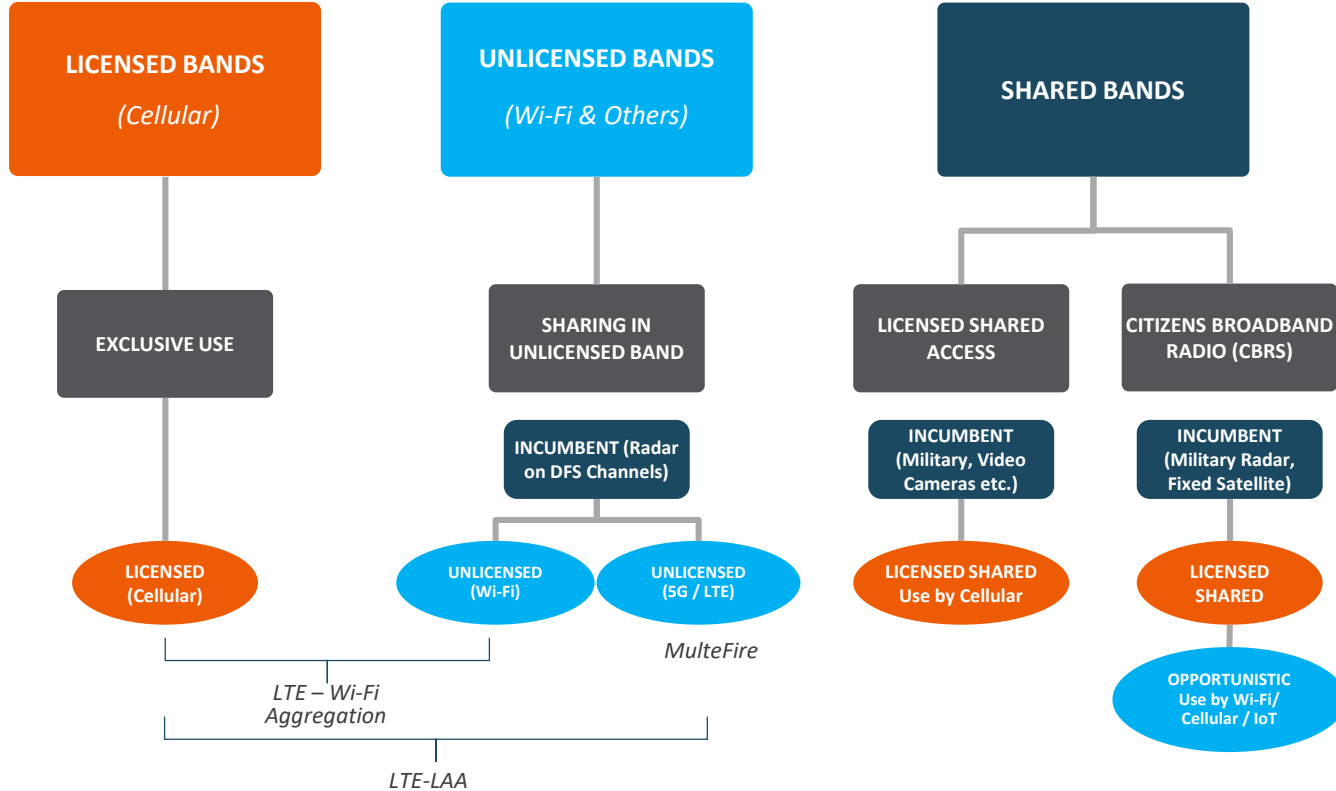 LICENSED BANDS
(Cellular)
UNLICENSED BANDS
(Wi-Fi & Others)
SHARED BANDS
EXCLUSIVE USE
SHARING IN
UNLICENSED BAND
LICENSED SHARED
ACCESS
CITIZENS BROADBAND
RADIO (CBRS)
INCUMBENT (Radar
on DFS Channels)
INCUMBENT
(Military, Video
Cameras etc.)
INCUMBENT
(Military Radar,
Fixed Satellite)
LICENSED
(Cellular)
UNLICENSED
(Wi-Fi)
UNLICENSED
(5G / LTE)
LICENSED SHARED
Use by Cellular
LICENSED
SHARED
MulteFire
LTE – Wi-Fi
Aggregation
OPPORTUNISTIC
Use by Wi-Fi/
Cellular / IoT
LTE-LAA